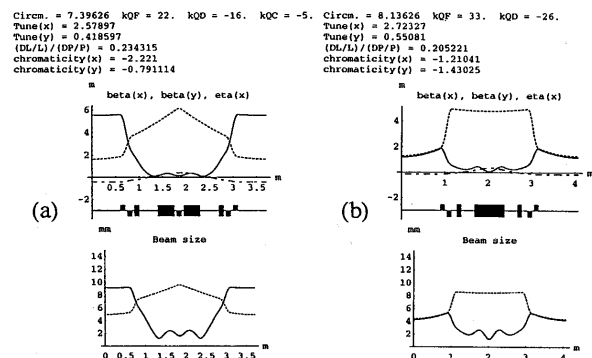 Circm. = 7.39626 kQF = 22. kQD = -16. kQC = -5.
Tune(x) = 2.57897
Tune(y) = 0.418597
(DL/L)/(DP/P) = 0.234315
chromaticity(x) = -2.221
chromaticity(y) = -0.791114
m
beta(x), beta(y), eta(x)
6
4
2
-2
0.5 1 1.5 2 2.5 3 3.5 m
(a)
mm
Beam size
14
12
10
8
6
4
2
0 0.5 1 1.5 2 2.5 3 3.5 m
Circm. = 8.13626 kQF = 33. kQD = -26.
Tune(x) = 2.72327
Tune(y) = 0.55081
(DL/L)/(DP/P) = 0.205221
chromaticity(x) = -1.21041
chromaticity(y) = -1.43025
m
beta(x), beta(y), eta(x)
4
2
-2
1 2 3 4 m
(b)
mm
Beam size
14
12
10
8
6
4
2
0 1 2 3 4 m